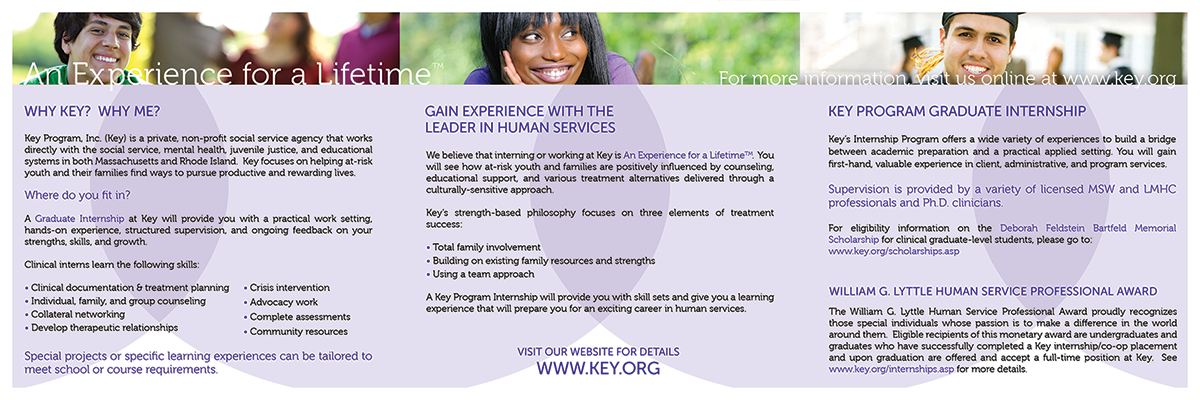 An Experience for a Lifetime™
For more information, visit us online at www.key.org
WHY KEY?  WHY ME?
Key Program, Inc. (Key) is a private, non-profit social service agency that works
directly with the social service, mental health, juvenile justice, and educational
systems in both Massachusetts and Rhode Island.  Key focuses on helping at-risk
youth and their families find ways to pursue productive and rewarding lives.
Where do you fit in?
A Graduate Internship at Key will provide you with a practical work setting,
hands-on experience, structured supervision, and ongoing feedback on your
strengths, skills, and growth.
Clinical interns learn the following skills:
• Clinical documentation & treatment planning
• Individual, family, and group counseling
• Collateral networking
• Develop therapeutic relationships
• Crisis intervention
• Advocacy work
• Complete assessments
• Community resources
Special projects or specific learning experiences can be tailored to
meet school or course requirements.
GAIN EXPERIENCE WITH THE
LEADER IN HUMAN SERVICES
We believe that interning or working at Key is An Experience for a Lifetime™. You
will see how at-risk youth and families are positively influenced by counseling,
educational support, and various treatment alternatives delivered through a
culturally-sensitive approach.
Key's strength-based philosophy focuses on three elements of treatment
success:
• Total family involvement
• Building on existing family resources and strengths
• Using a team approach
A Key Program Internship will provide you with skill sets and give you a learning
experience that will prepare you for an exciting career in human services.
VISIT OUR WEBSITE FOR DETAILS
WWW.KEY.ORG
KEY PROGRAM GRADUATE INTERNSHIP
Key's Internship Program offers a wide variety of experiences to build a bridge
between academic preparation and a practical applied setting. You will gain
first-hand, valuable experience in client, administrative, and program services.
Supervision is provided by a variety of licensed MSW and LMHC
professionals and Ph.D. clinicians.
For eligibility information on the Deborah Feldstein Bartfeld Memorial
Scholarship for clinical graduate-level students, please go to:
www.key.org/scholarships.asp
WILLIAM G. LYTTLE HUMAN SERVICE PROFESSIONAL AWARD
The William G. Lyttle Human Service Professional Award proudly recognizes
those special individuals whose passion is to make a difference in the world
around them.  Eligible recipients of this monetary award are undergraduates and
graduates who have successfully completed a Key internship/co-op placement
and upon graduation are offered and accept a full-time position at Key.  See
www.key.org/internships.asp for more details.